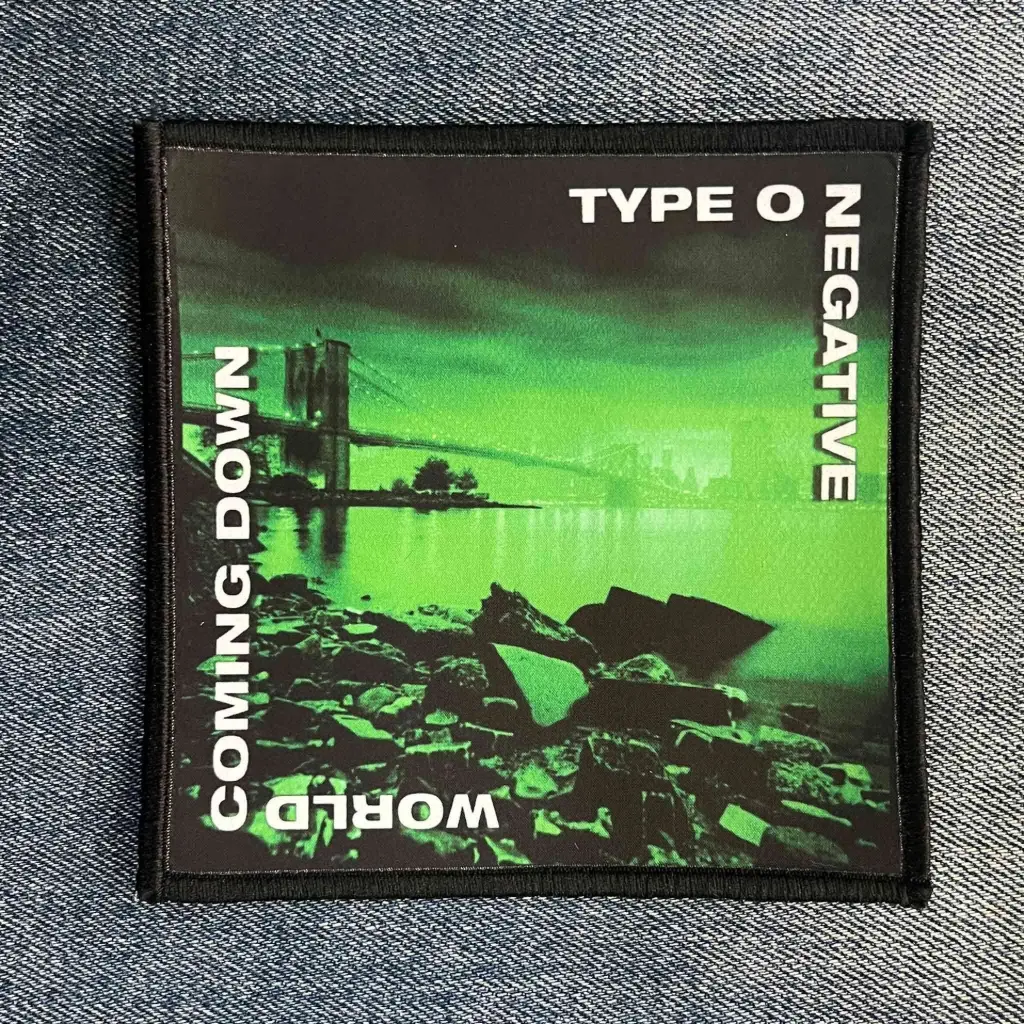 TYPE O
NEGATIVE
WORLD
COMING DOWN